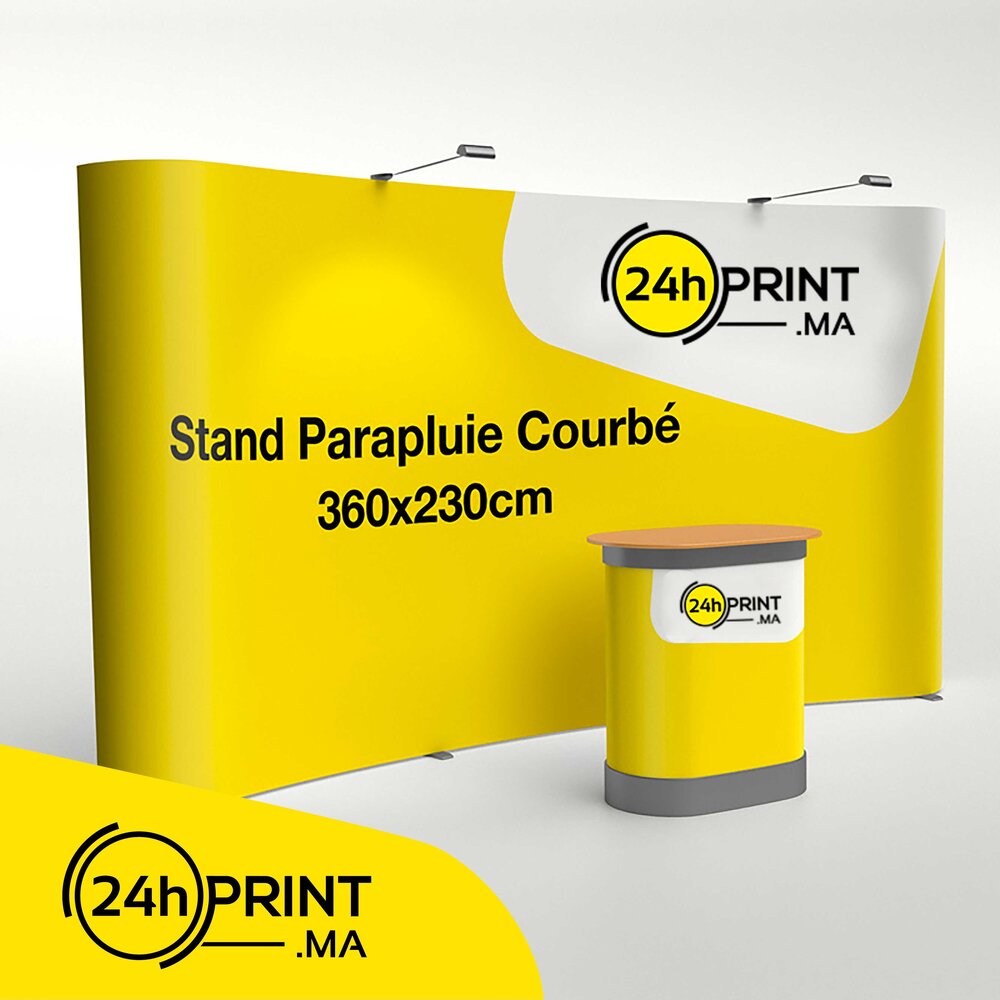 24h PRINT
.MA
Stand Parapluie Courbé
360x230cm
24h PRINT
.MA
24h PRINT
.MA